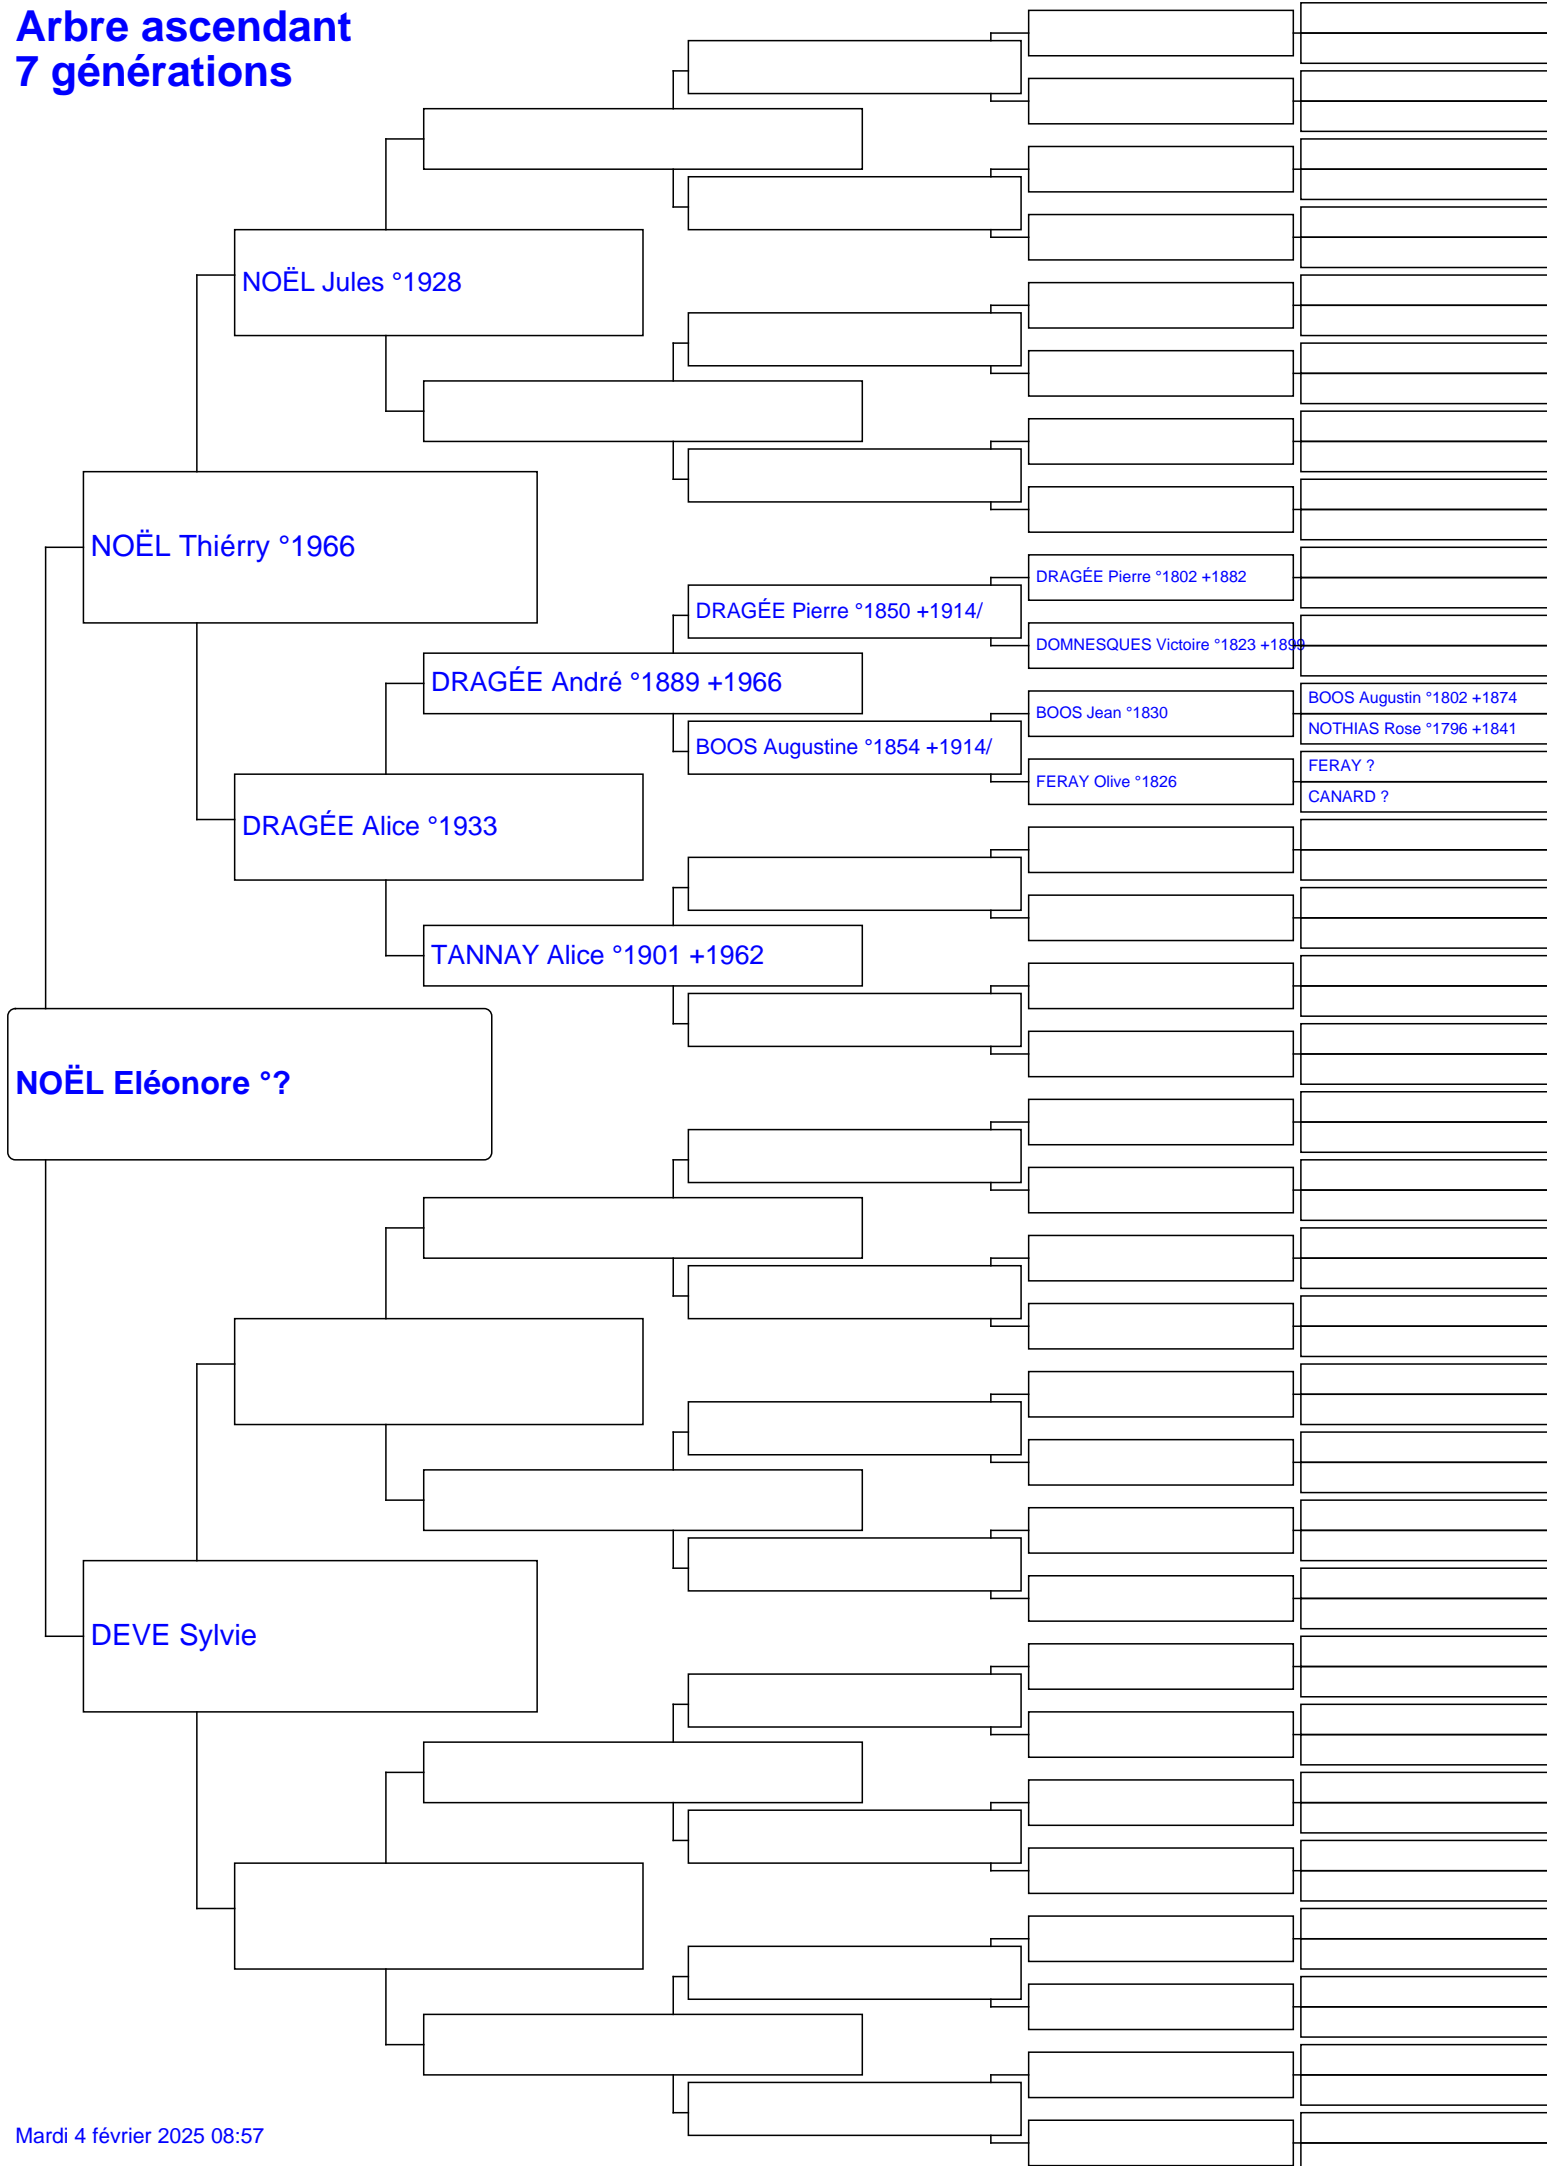 Arbre ascendant
7 générations
NOËL Jules °1928
NOËL Thiérry °1966
DRAGÉE Pierre °1802 +1882
DRAGÉE Pierre °1850 +1914/
DOMNESQUES Victoire °1823 +1899
DRAGÉE André °1889 +1966
BOOS Augustin °1802 +1874
BOOS Jean °1830
NOTHIAS Rose °1796 +1841
BOOS Augustine °1854 +1914/
FERAY ?
FERAY Olive °1826
CANARD ?
DRAGÉE Alice °1933
TANNAY Alice °1901 +1962
NOËL Eléonore °?
DEVE Sylvie
Mardi 4 février 2025 08:57